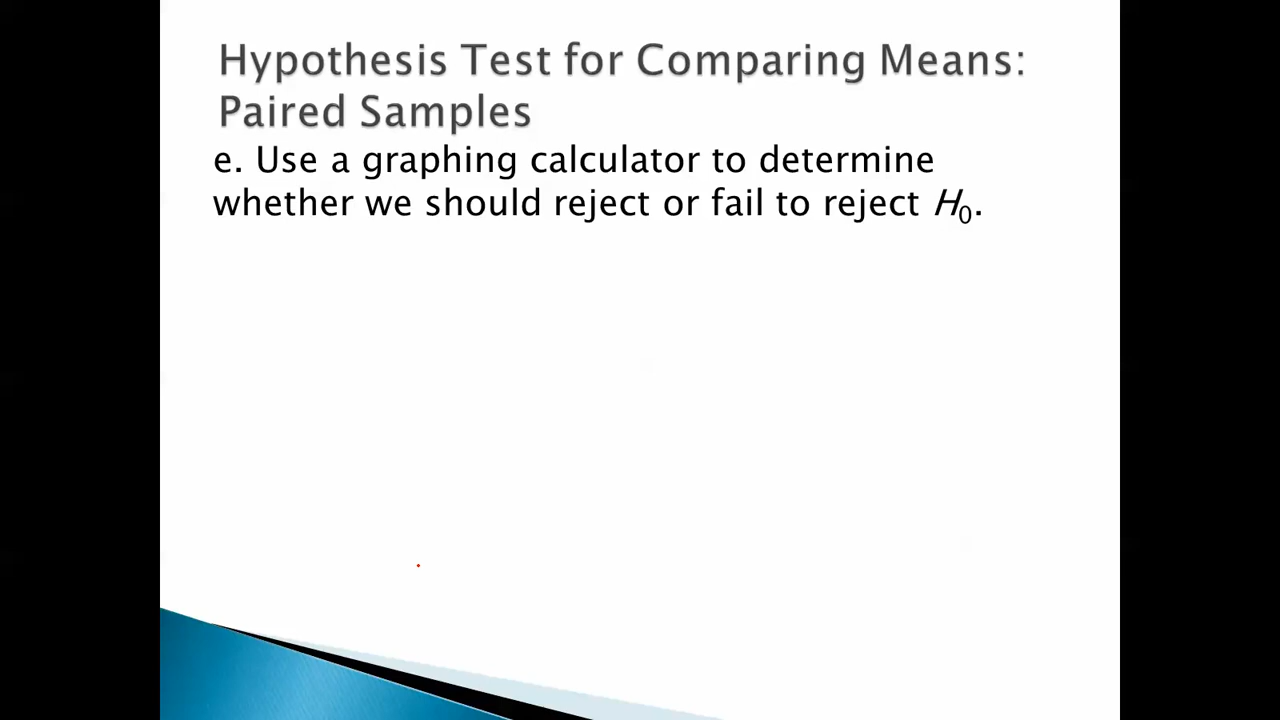 Hypothesis Test for Comparing Means:
Paired Samples
e. Use a graphing calculator to determine
whether we should reject or fail to reject H₀.